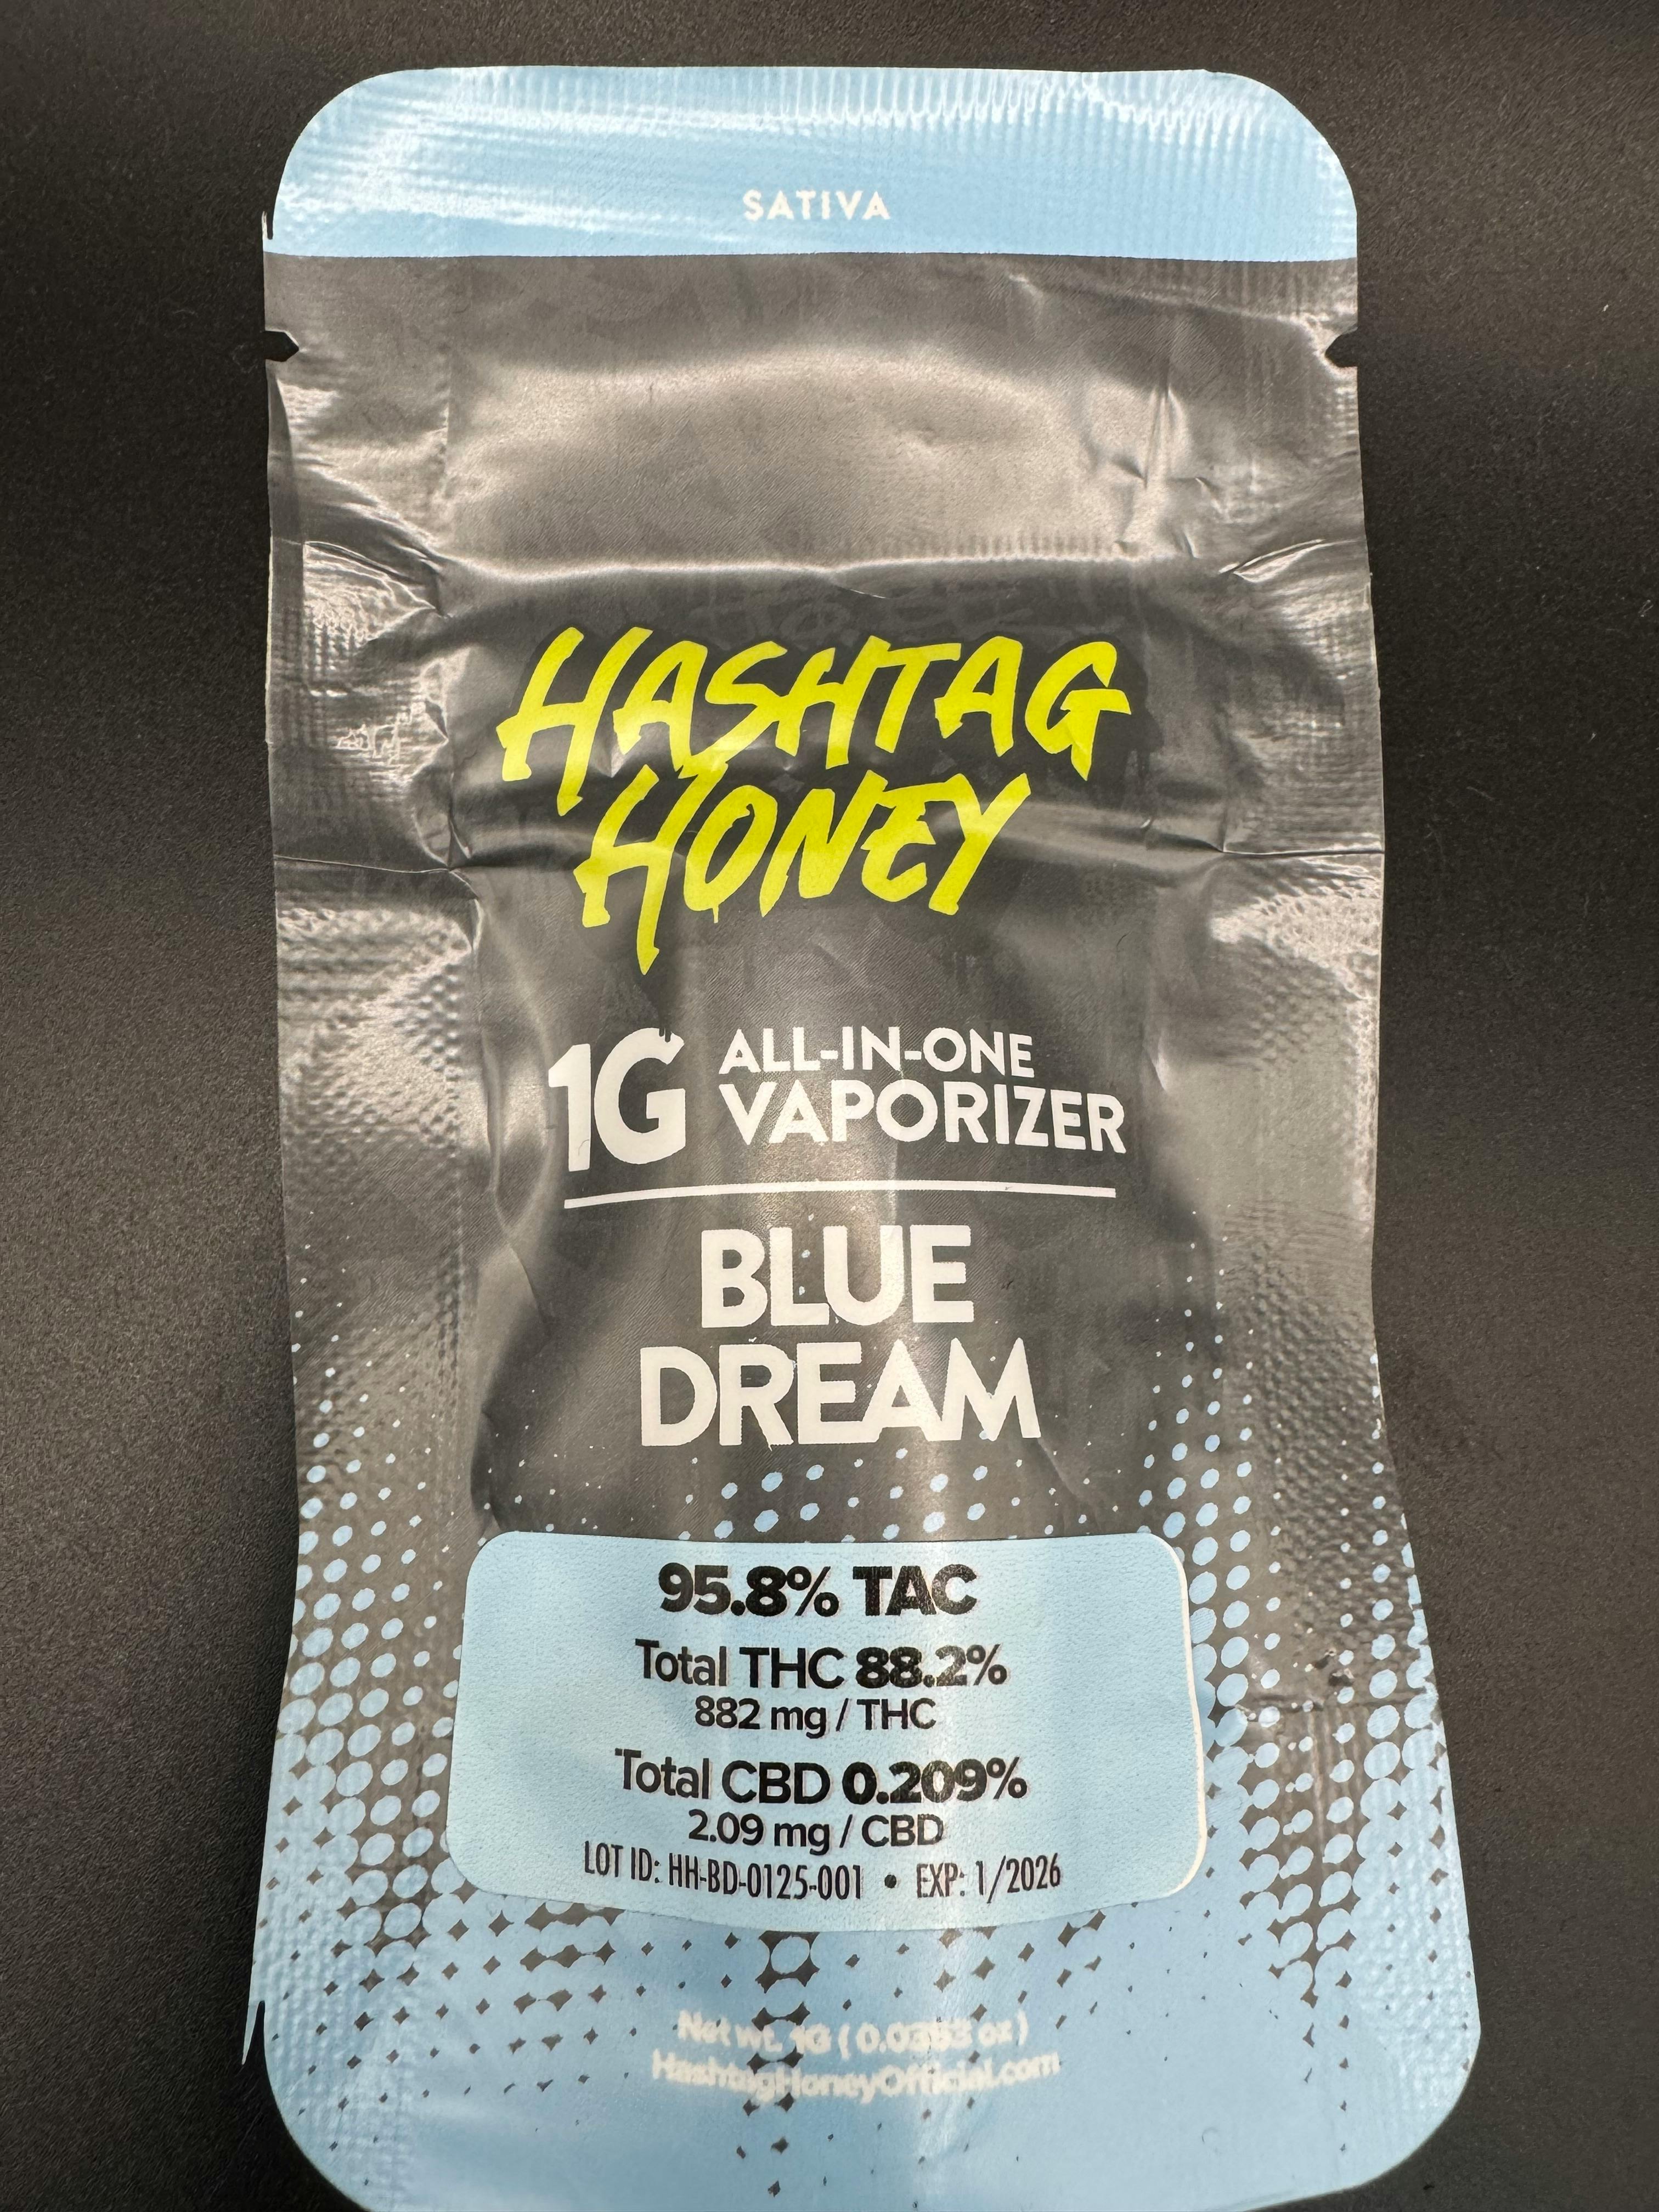 SATIVA
HASHTAG
HONEY
1G ALL-IN-ONE
VAPORIZER
BLUE
DREAM
95.8% TAC
Total THC 88.2%
882 mg / THC
Total CBD 0.209%
2.09 mg / CBD
LOT ID: HH-BD-0125-001 • EXP: 1/2026
Net wt. 1G (0.0353 oz)
HashtagHoneyOfficial.com